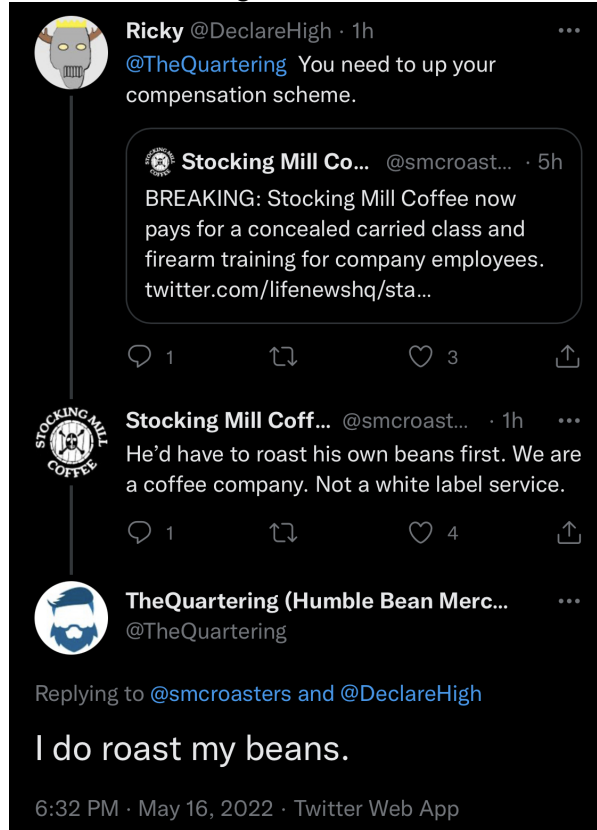 Ricky @DeclareHigh · 1h
@TheQuartering You need to up your
compensation scheme.
Stocking Mill Co... @smcroast... · 5h
BREAKING: Stocking Mill Coffee now
pays for a concealed carried class and
firearm training for company employees.
twitter.com/lifenewshq/sta...
1 3
STOCKING MILL COFFEE
Stocking Mill Coff... @smcroast... · 1h
He'd have to roast his own beans first. We are
a coffee company. Not a white label service.
1 4
TheQuartering (Humble Bean Merc...
@TheQuartering
Replying to @smcroasters and @DeclareHigh
I do roast my beans.
6:32 PM · May 16, 2022 · Twitter Web App